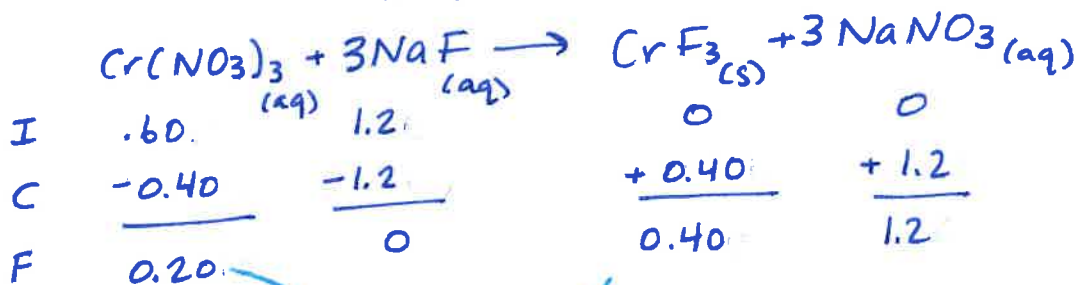 Cr(NO3)3 (aq) + 3NaF (aq) ⟶ CrF3 (s) + 3 NaNO3 (aq)
I .60. 1.2. 0 0
C -0.40 -1.2 + 0.40 + 1.2
F 0.20. 0 0.40 1.2